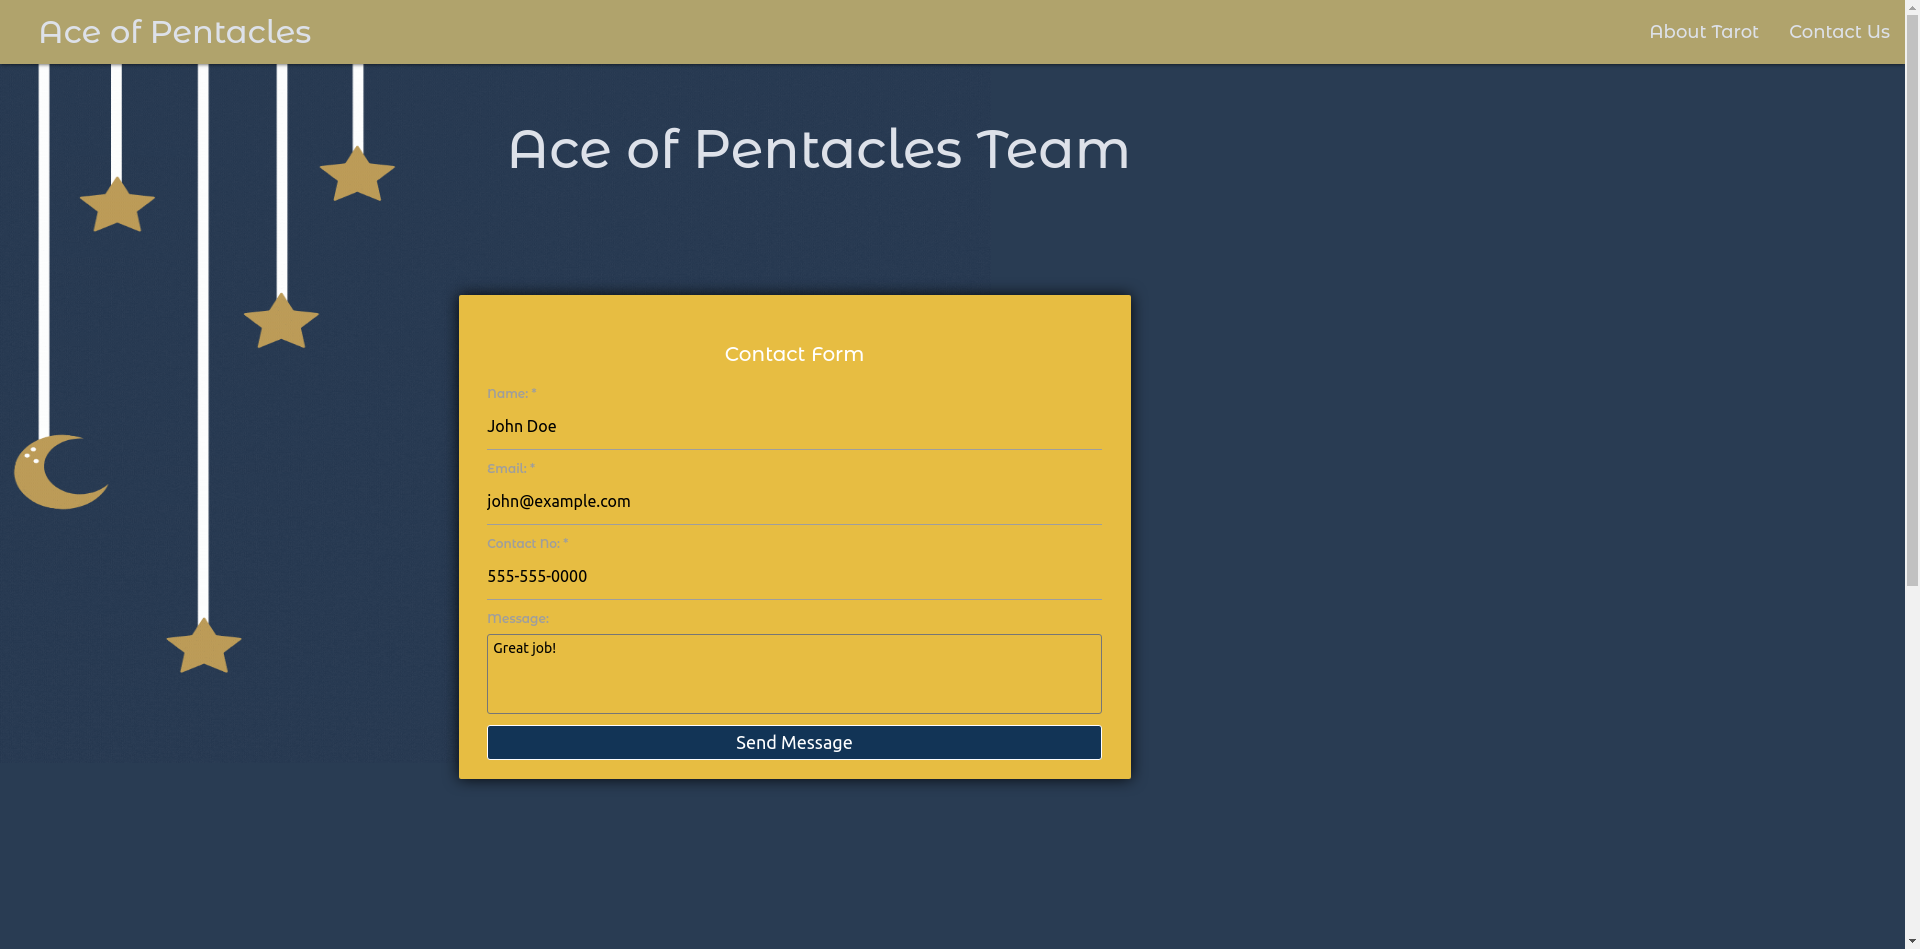 Ace of Pentacles
About Tarot
Contact Us
Ace of Pentacles Team
Contact Form
Name: *
John Doe
Email: *
john@example.com
Contact No: *
555-555-0000
Message:
Great job!
Send Message